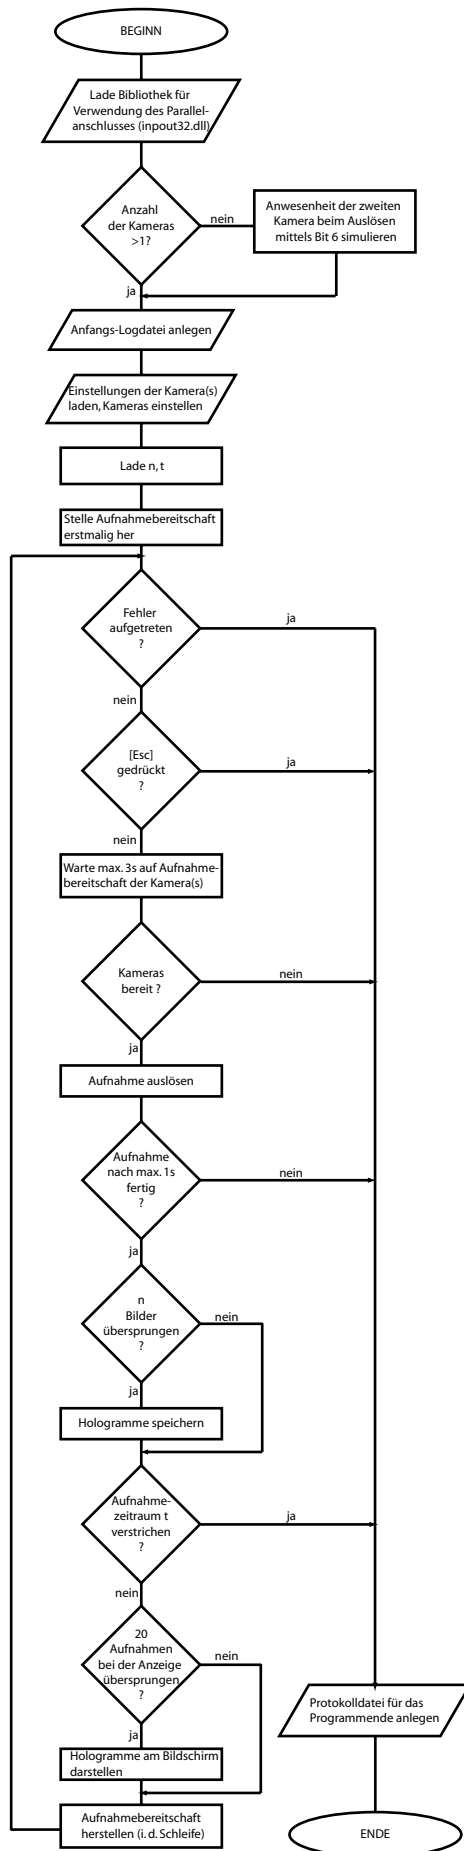 BEGINN
Lade Bibliothek für
Verwendung des Parallel-
anschlusses (inpout32.dll)
Anzahl
der Kameras
>1?
nein
Anwesenheit der zweiten
Kamera beim Auslösen
mittels Bit 6 simulieren
ja
Anfangs-Logdatei anlegen
Einstellungen der Kamera(s)
laden, Kameras einstellen
Lade n, t
Stelle Aufnahmebereitschaft
erstmalig her
Fehler
aufgetreten
?
ja
nein
[Esc]
gedrückt
?
ja
nein
Warte max. 3s auf Aufnahme-
bereitschaft der Kamera(s)
Kameras
bereit ?
nein
ja
Aufnahme auslösen
Aufnahme
nach max. 1s
fertig
?
nein
ja
n
Bilder
übersprungen
?
nein
ja
Hologramme speichern
Aufnahme-
zeitraum t
verstrichen
?
ja
nein
20
Aufnahmen
bei der Anzeige
übersprungen
?
nein
ja
Hologramme am Bildschirm
darstellen
Aufnahmebereitschaft
herstellen (i. d. Schleife)
Protokolldatei für das
Programmende anlegen
ENDE